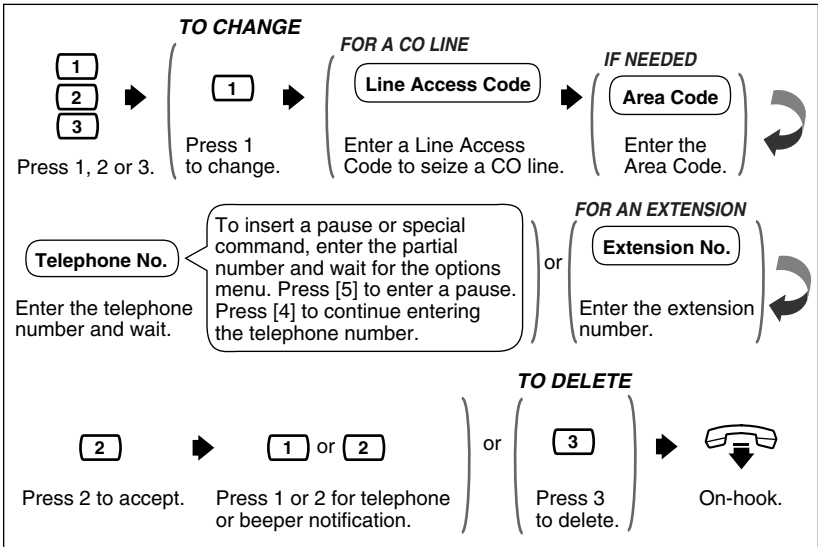 TO CHANGE
FOR A CO LINE
IF NEEDED
1
2
3
1
Line Access Code
Area Code
Press 1, 2 or 3.
Press 1
to change.
Enter a Line Access
Code to seize a CO line.
Enter the
Area Code.
FOR AN EXTENSION
Telephone No.
To insert a pause or special
command, enter the partial
number and wait for the options
menu. Press [5] to enter a pause.
Press [4] to continue entering
the telephone number.
or
Extension No.
Enter the telephone
number and wait.
Enter the extension
number.
TO DELETE
2
1 or 2
or
3
Press 2 to accept.
Press 1 or 2 for telephone
or beeper notification.
Press 3
to delete.
On-hook.